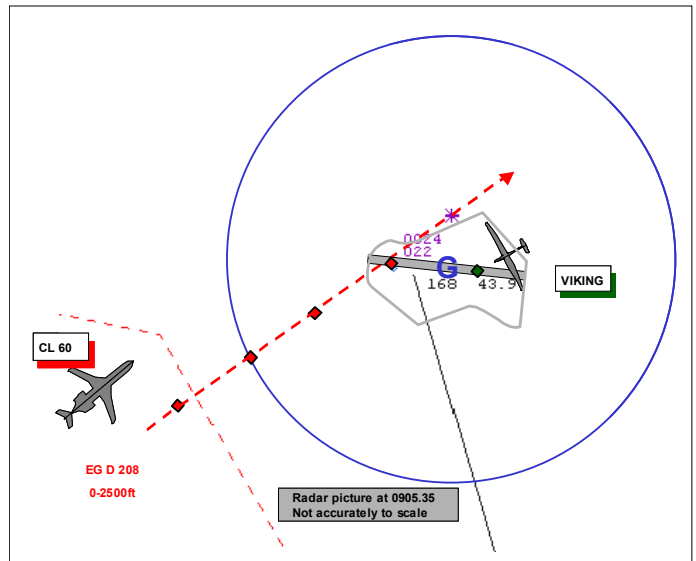 0024
022
G
168 43.9
VIKING
CL 60
EG D 208
0-2500ft
Radar picture at 0905.35
Not accurately to scale